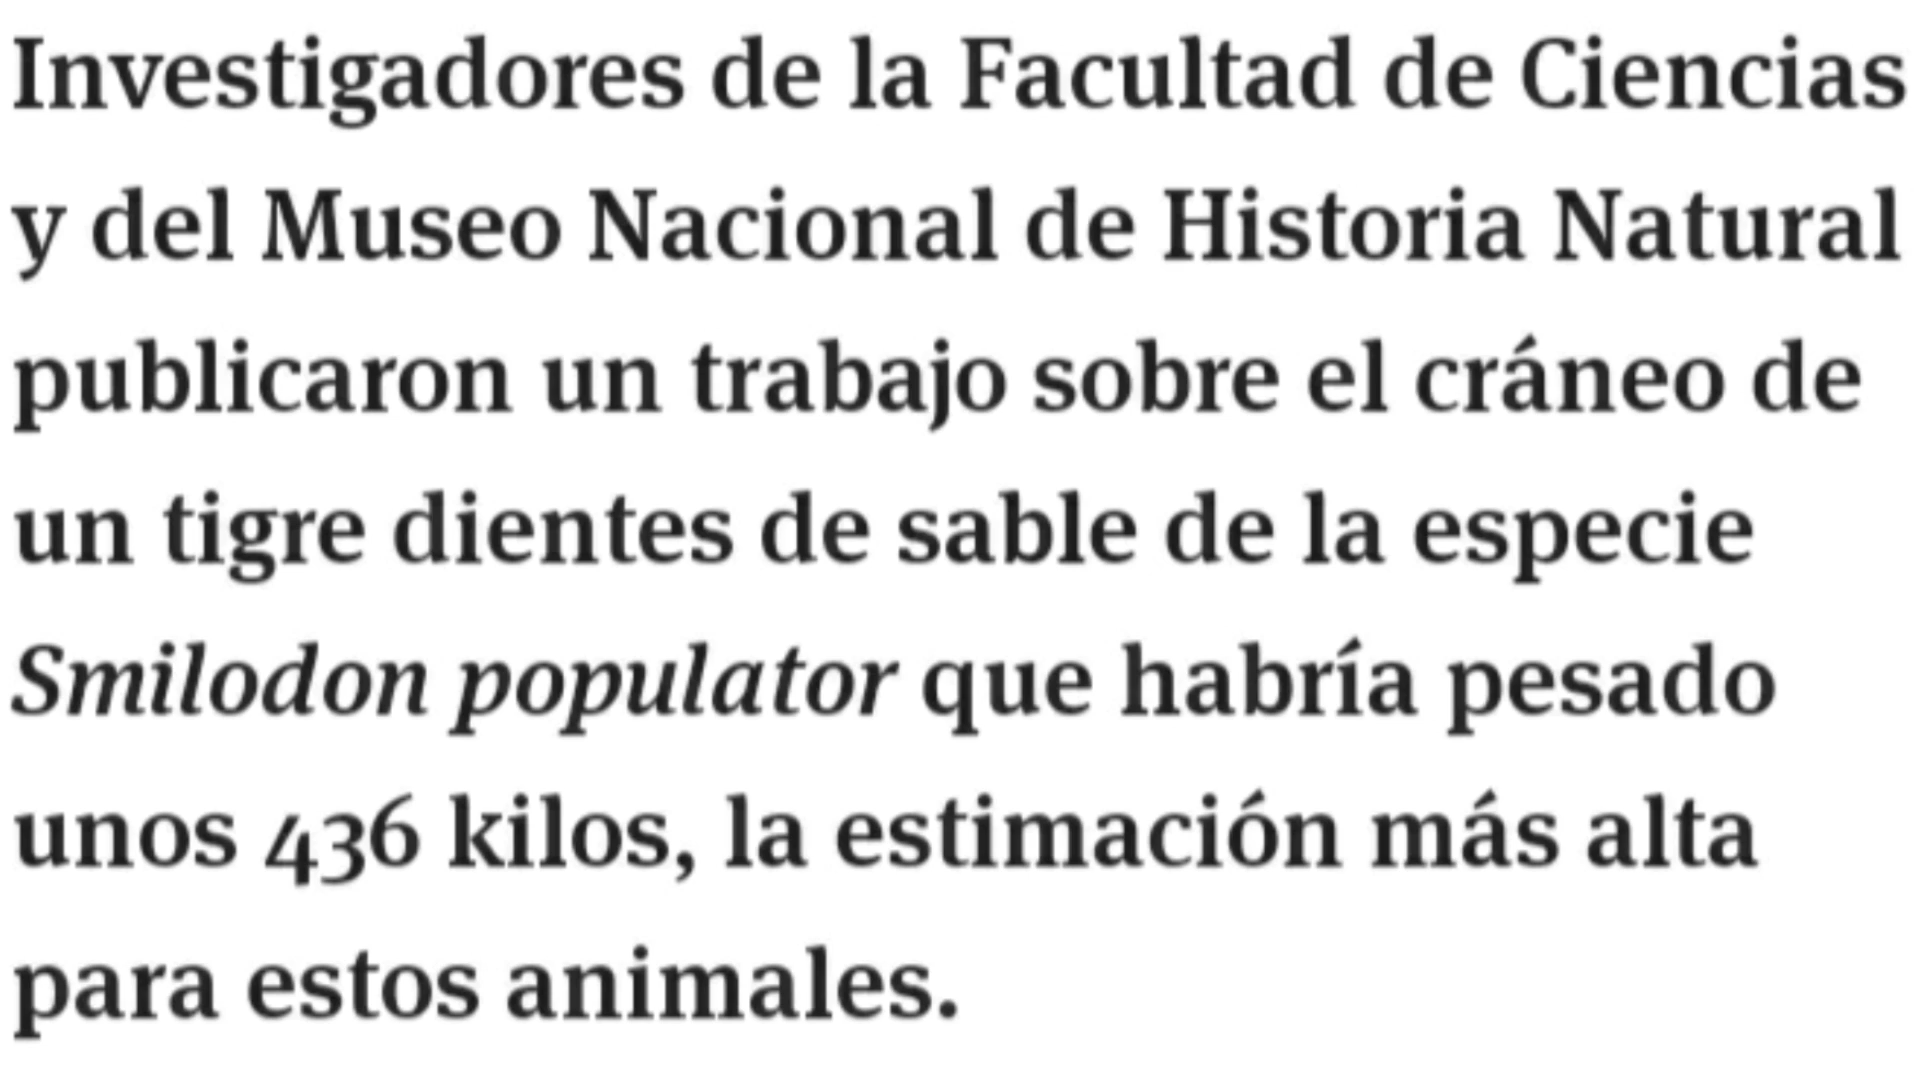 Investigadores de la Facultad de Ciencias
y del Museo Nacional de Historia Natural
publicaron un trabajo sobre el cráneo de
un tigre dientes de sable de la especie
Smilodon populator que habría pesado
unos 436 kilos, la estimación más alta
para estos animales.